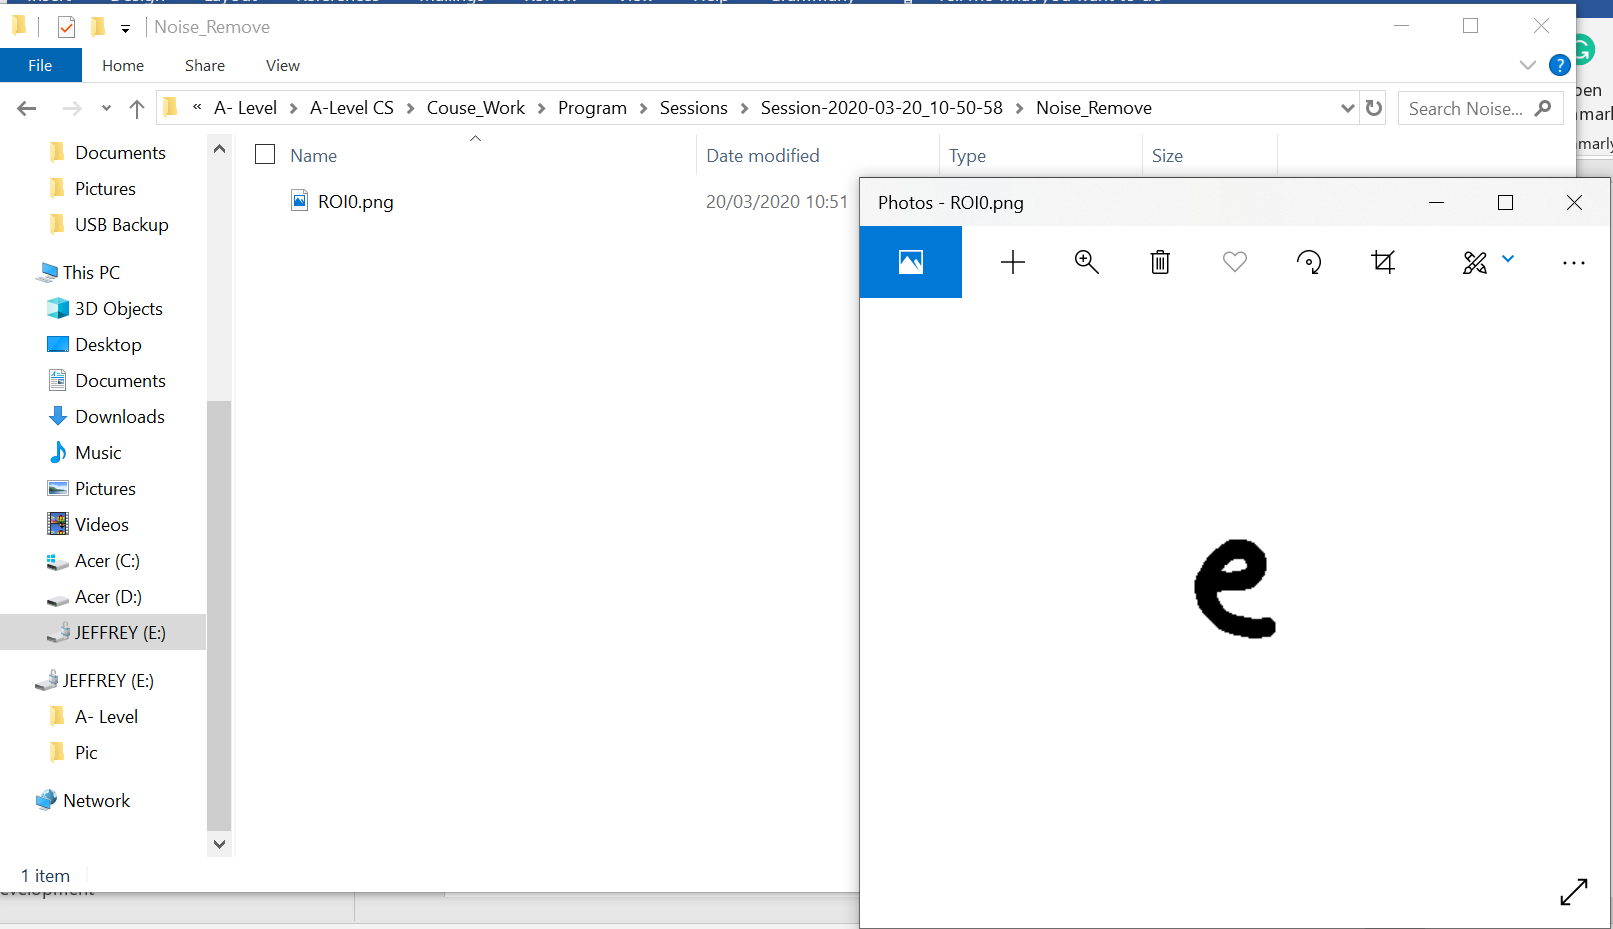 Noise_Remove
File Home Share View
« A- Level > A-Level CS > Couse_Work > Program > Sessions > Session-2020-03-20_10-50-58 > Noise_Remove
Search Noise...
Name Date modified Type Size
ROI0.png 20/03/2020 10:51
Documents
Pictures
USB Backup
This PC
3D Objects
Desktop
Documents
Downloads
Music
Pictures
Videos
Acer (C:)
Acer (D:)
JEFFREY (E:)
JEFFREY (E:)
A- Level
Pic
Network
1 item
Photos - ROI0.png
e